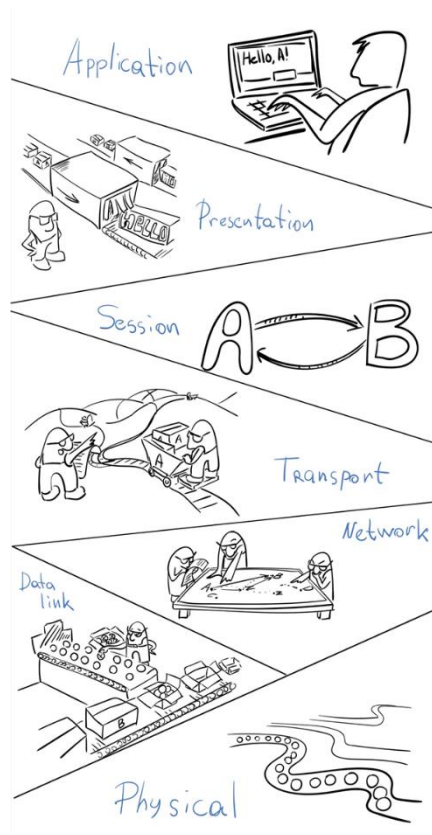 Application
Hello, A!
HELLO
Presentation
Session
A B
A
A
Transport
Network
Data
link
B
Physical